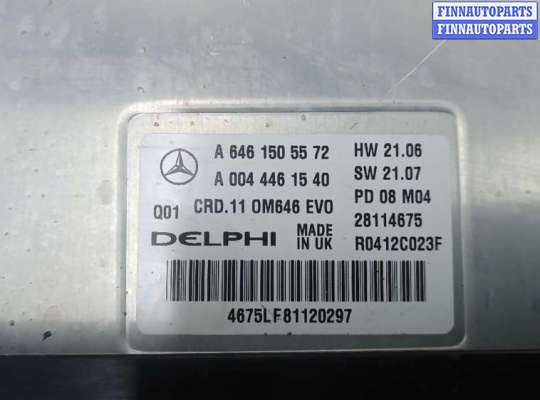 FINNAUTOPARTS
FINNAUTOPARTS
A 646 150 55 72
A 004 446 15 40
Q01 CRD.11 OM646 EVO
DELPHI MADE IN UK
HW 21.06
SW 21.07
PD 08 M04
28114675
R0412C023F
4675LF81120297